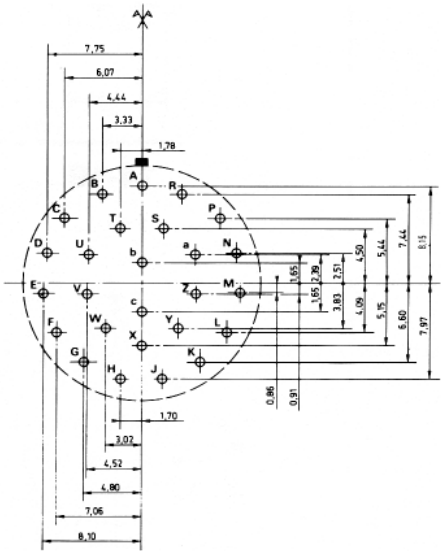 A A
7,75
6,07
4,44
3,33
1,78
A
B R
C P
T S
D U a N
b
E V Z M
c
F W Y L
X
G K
H J
1,65
2,39
2,51
4,50
5,44
7,44
8,15
1,65
3,83
4,09
5,15
6,60
7,97
0,86
0,91
1,70
3,02
4,52
4,80
7,06
8,10